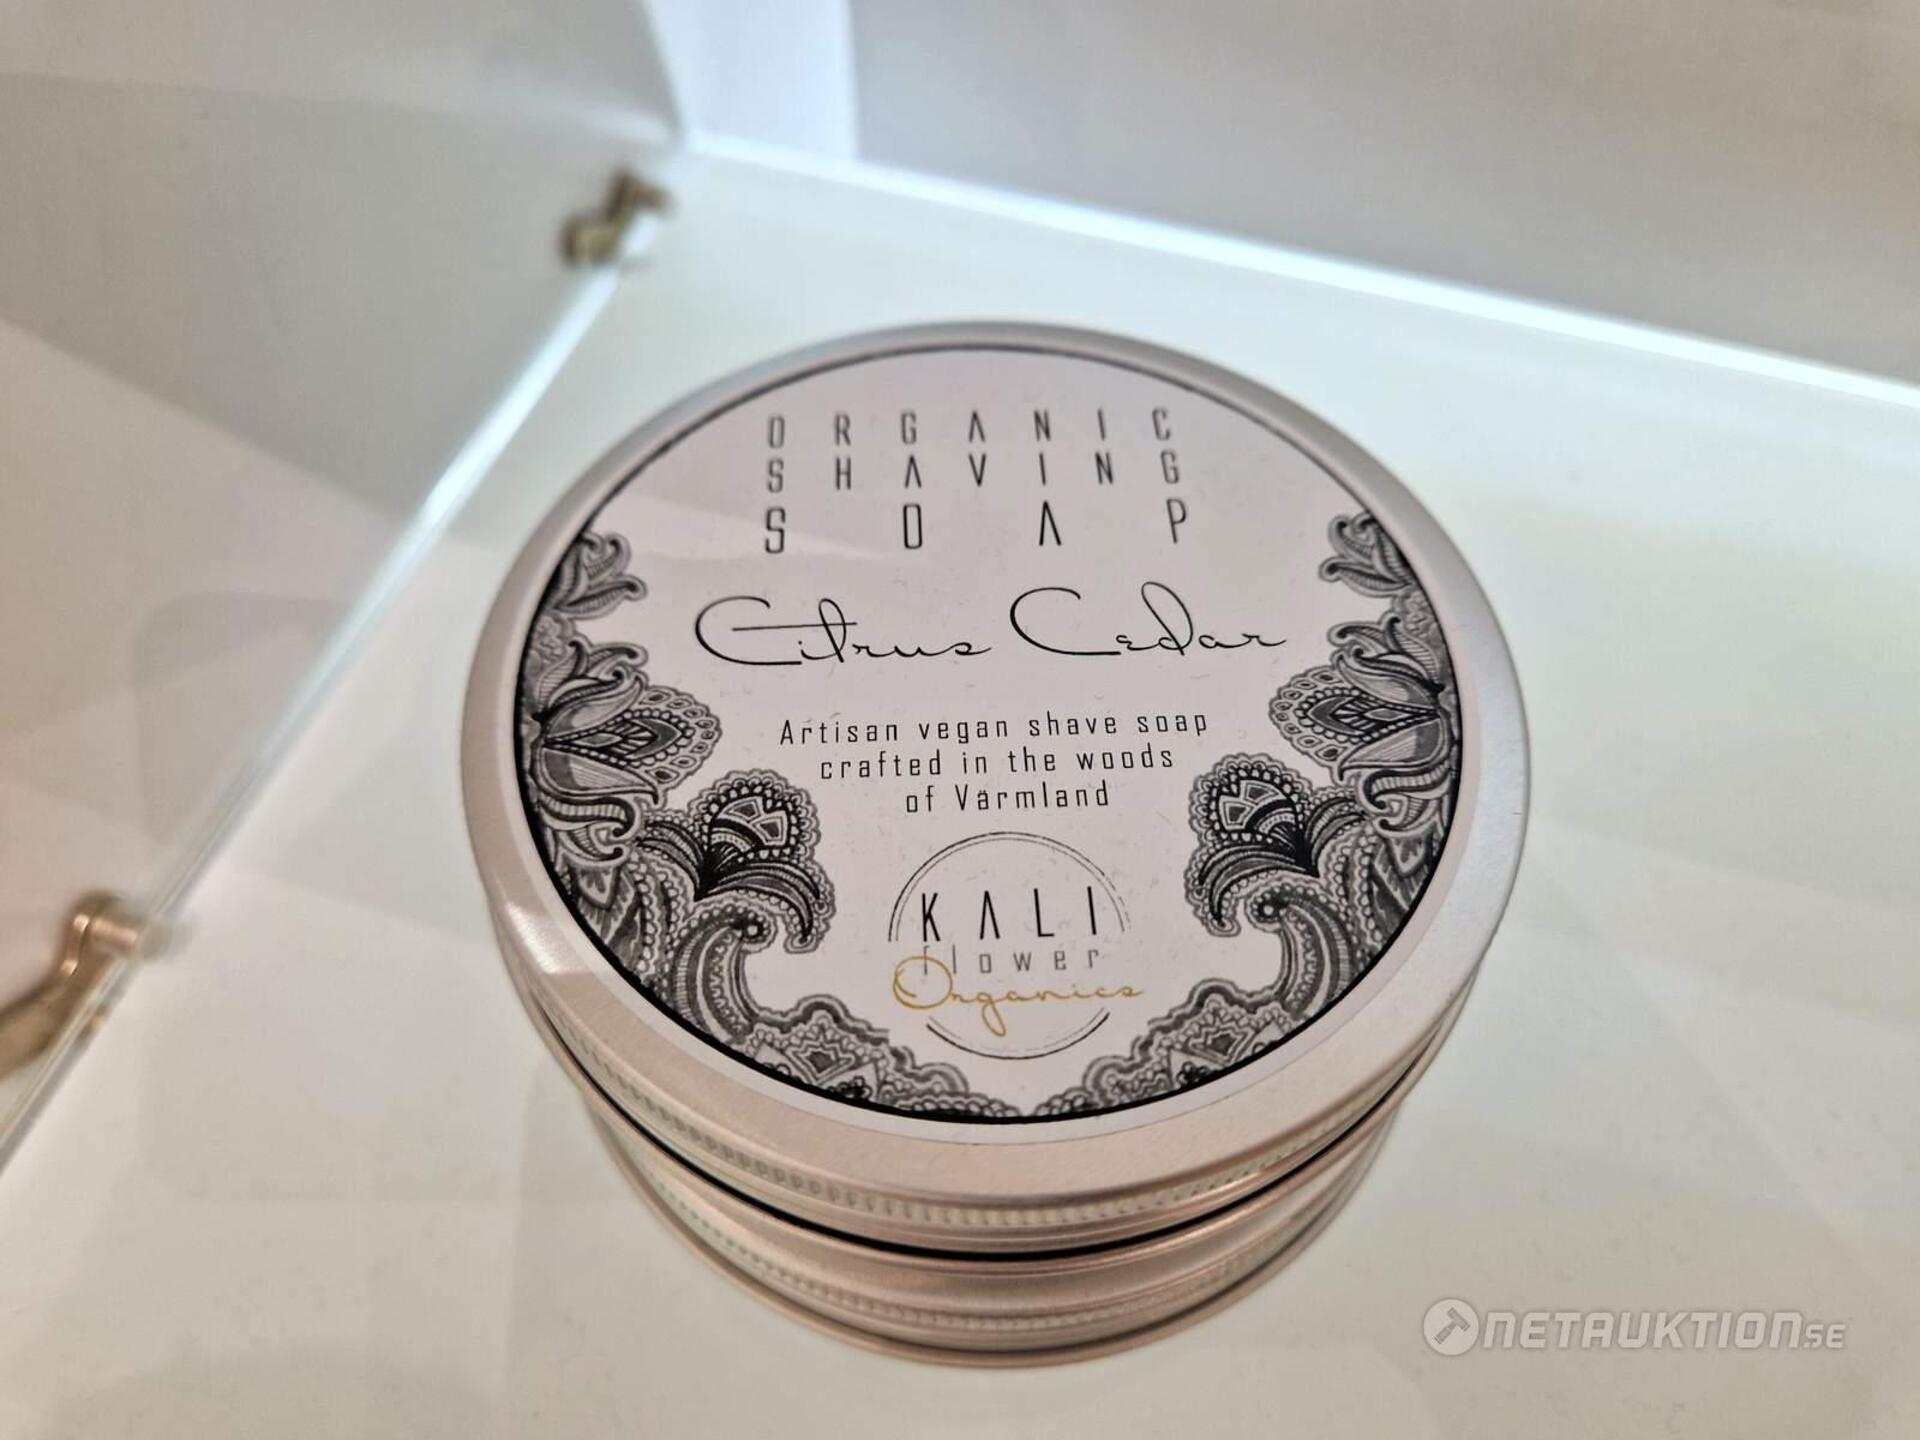 ORGANIC
SHAVING
SOAP
Citrus Cedar
Artisan vegan shave soap
crafted in the woods
of Värmland
KALI
flower
Organics
NETAUKTION.SE